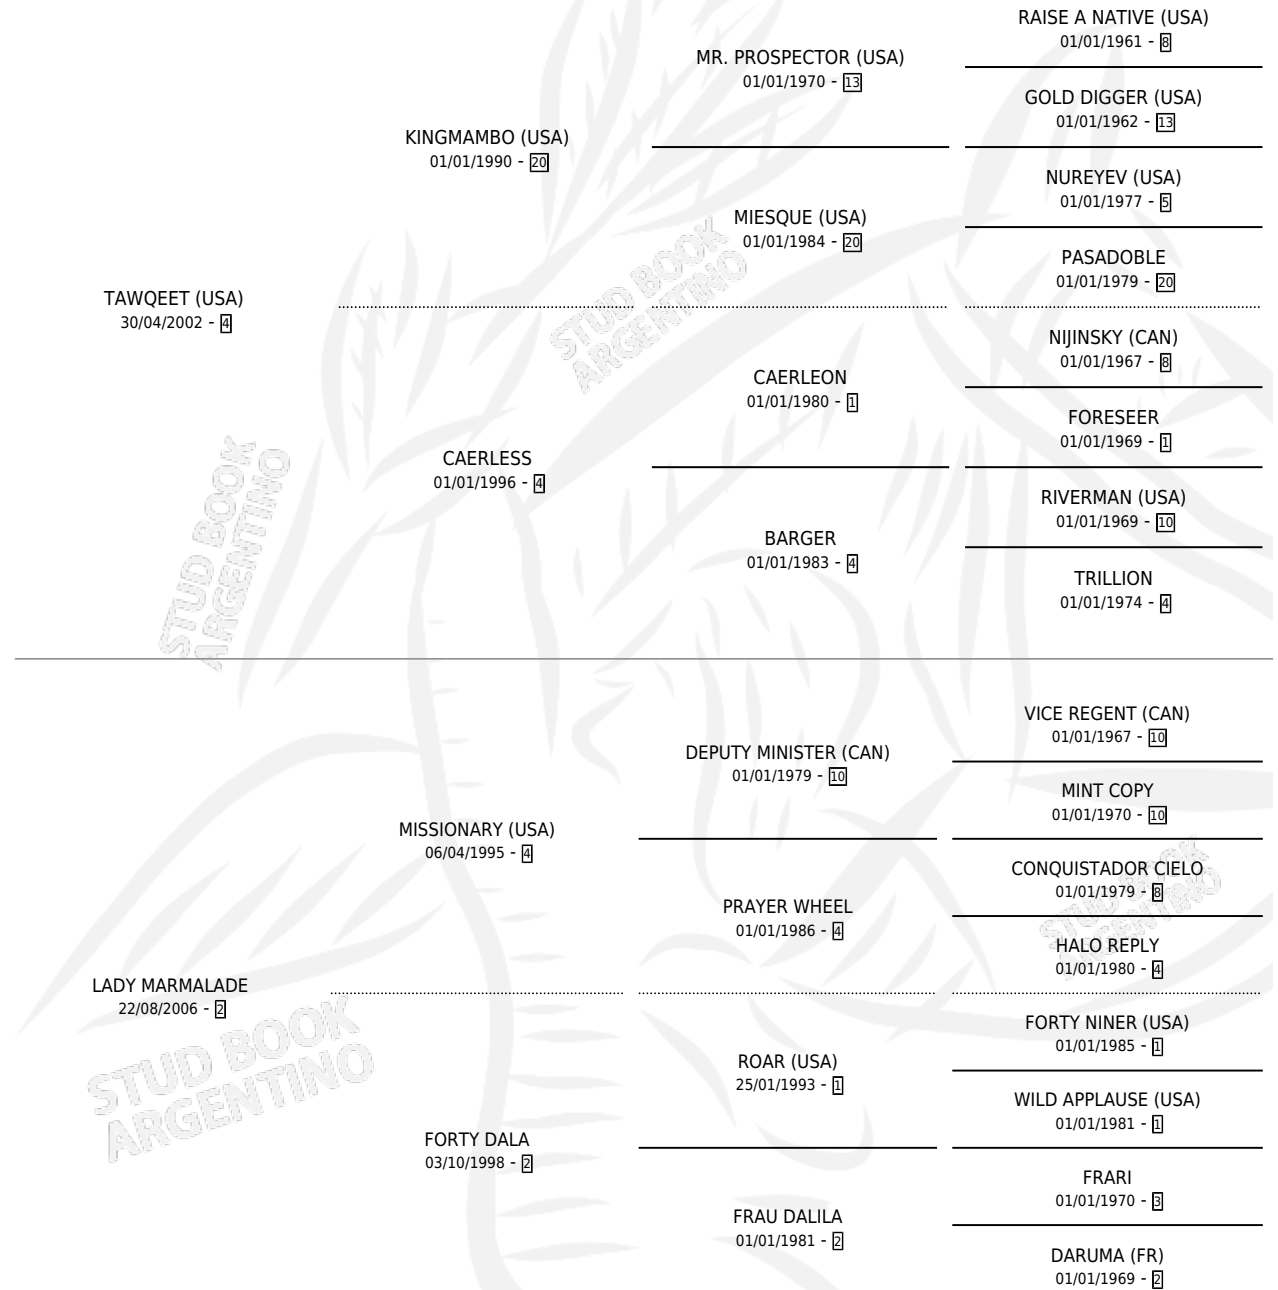 RAISE A NATIVE (USA)
01/01/1961 - 8
MR. PROSPECTOR (USA)
01/01/1970 - 13
GOLD DIGGER (USA)
01/01/1962 - 13
KINGMAMBO (USA)
01/01/1990 - 20
NUREYEV (USA)
01/01/1977 - 5
MIESQUE (USA)
01/01/1984 - 20
PASADOBLE
01/01/1979 - 20
TAWQEET (USA)
30/04/2002 - 4
NIJINSKY (CAN)
01/01/1967 - 8
CAERLEON
01/01/1980 - 1
FORESEER
01/01/1969 - 1
CAERLESS
01/01/1996 - 4
RIVERMAN (USA)
01/01/1969 - 10
BARGER
01/01/1983 - 4
TRILLION
01/01/1974 - 4
VICE REGENT (CAN)
01/01/1967 - 10
DEPUTY MINISTER (CAN)
01/01/1979 - 10
MINT COPY
01/01/1970 - 10
MISSIONARY (USA)
06/04/1995 - 4
CONQUISTADOR CIELO
01/01/1979 - 8
PRAYER WHEEL
01/01/1986 - 4
HALO REPLY
01/01/1980 - 4
LADY MARMALADE
22/08/2006 - 2
FORTY NINER (USA)
01/01/1985 - 1
ROAR (USA)
25/01/1993 - 1
WILD APPLAUSE (USA)
01/01/1981 - 1
FORTY DALA
03/10/1998 - 2
FRARI
01/01/1970 - 3
FRAU DALILA
01/01/1981 - 2
DARUMA (FR)
01/01/1969 - 2
STUD BOOK
ARGENTINO
STUD BOOK
ARGENTINO
STUD BOOK
ARGENTINO
STUD BOOK
ARGENTINO